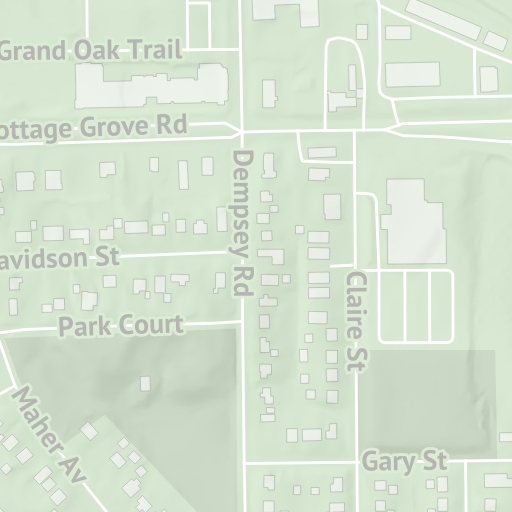 Grand Oak Trail
ottage Grove Rd
Dempsey Rd
avidson St
Claire St
Park Court
Maher Av
Gary St